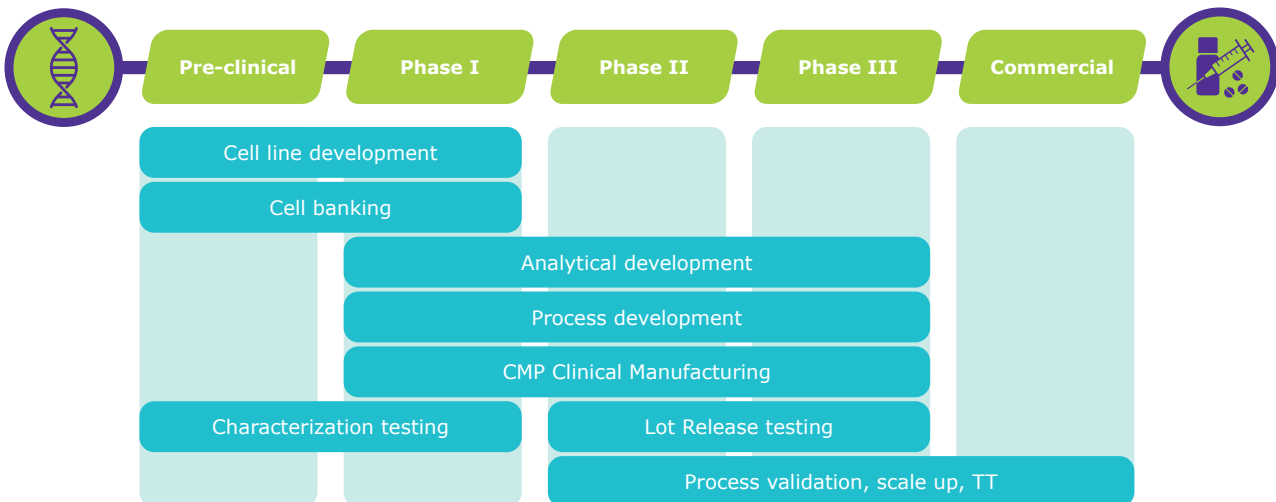 Pre-clinical
Phase I
Phase II
Phase III
Commercial
Cell line development
Cell banking
Analytical development
Process development
CMP Clinical Manufacturing
Characterization testing
Lot Release testing
Process validation, scale up, TT